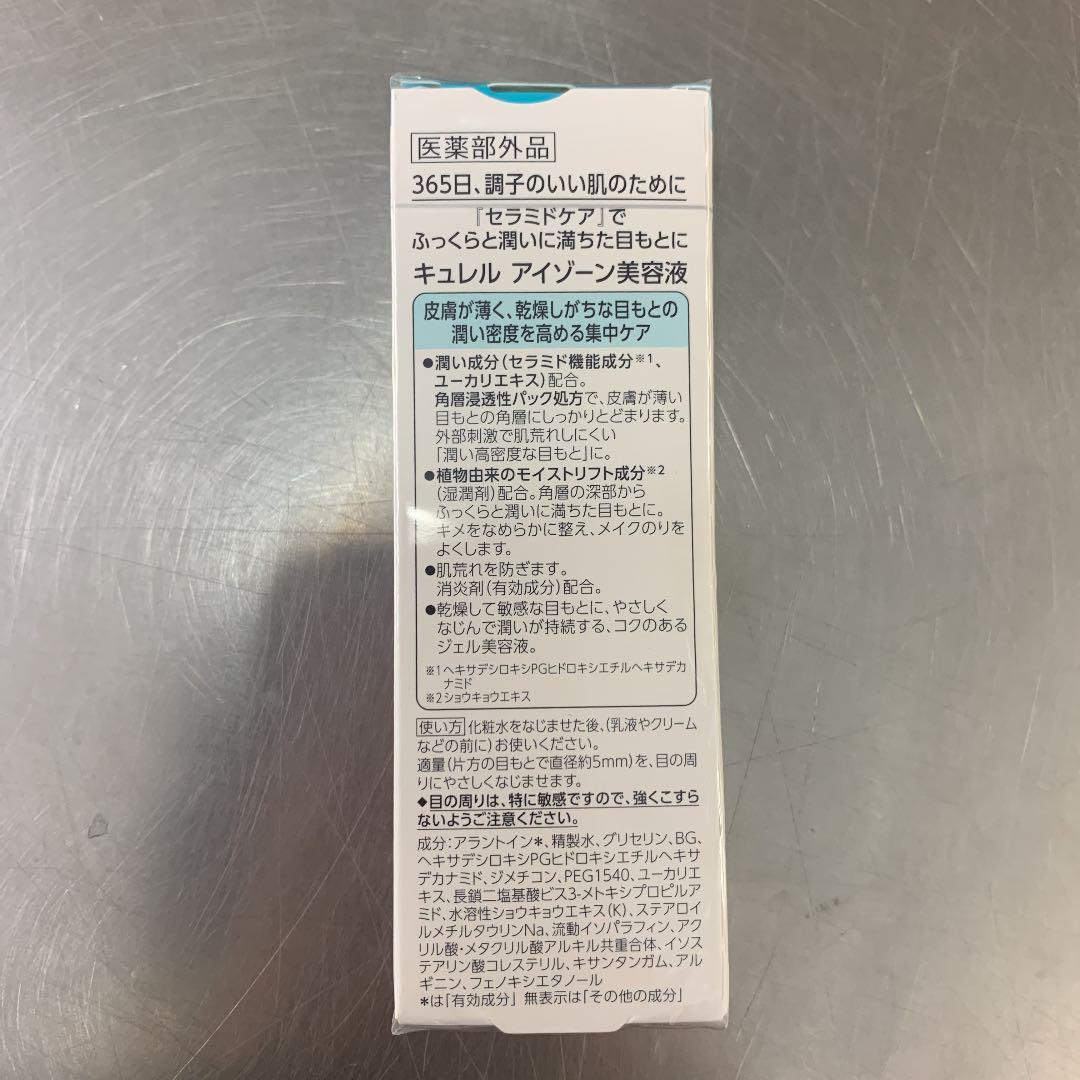 医薬部外品
365日、調子のいい肌のために
『セラミドケア』で
ふっくらと潤いに満ちた目もとに
キュレル アイゾーン美容液
皮膚が薄く、乾燥しがちな目もとの
潤い密度を高める集中ケア
●潤い成分(セラミド機能成分※1、
ユーカリエキス)配合。
角層浸透性パック処方で、皮膚が薄い
目もとの角層にしっかりとどまります。
外部刺激で肌荒れしにくい
「潤い高密度な目もと」に。
●植物由来のモイストリフト成分※2
(湿潤剤)配合。角層の深部から
ふっくらと潤いに満ちた目もとに。
キメをなめらかに整え、メイクのりを
よくします。
●肌荒れを防ぎます。
消炎剤(有効成分)配合。
●乾燥して敏感な目もとに、やさしく
なじんで潤いが持続する、コクのある
ジェル美容液。
※1 ヘキサデシロキシPGヒドロキシエチルヘキサデカ
ナミド
※2 ショウキョウエキス
使い方 化粧水をなじませた後、(乳液やクリーム
などの前に)お使いください。
適量(片方の目もとで直径約5mm)を、目の周
りにやさしくなじませます。
◆目の周りは、特に敏感ですので、強くこすら
ないようご注意ください。
成分:アラントイン*、精製水、グリセリン、BG、
ヘキサデシロキシPGヒドロキシエチルヘキサ
デカナミド、ジメチコン、PEG1540、ユーカリエ
キス、長鎖二塩基酸ビス3-メトキシプロピルア
ミド、水溶性ショウキョウエキス(K)、ステアロイ
ルメチルタウリンNa、流動イソパラフィン、アク
リル酸・メタクリル酸アルキル共重合体、イソス
テアリン酸コレステリル、キサンタンガム、アル
ギニン、フェノキシエタノール
*は「有効成分」 無表示は「その他の成分」